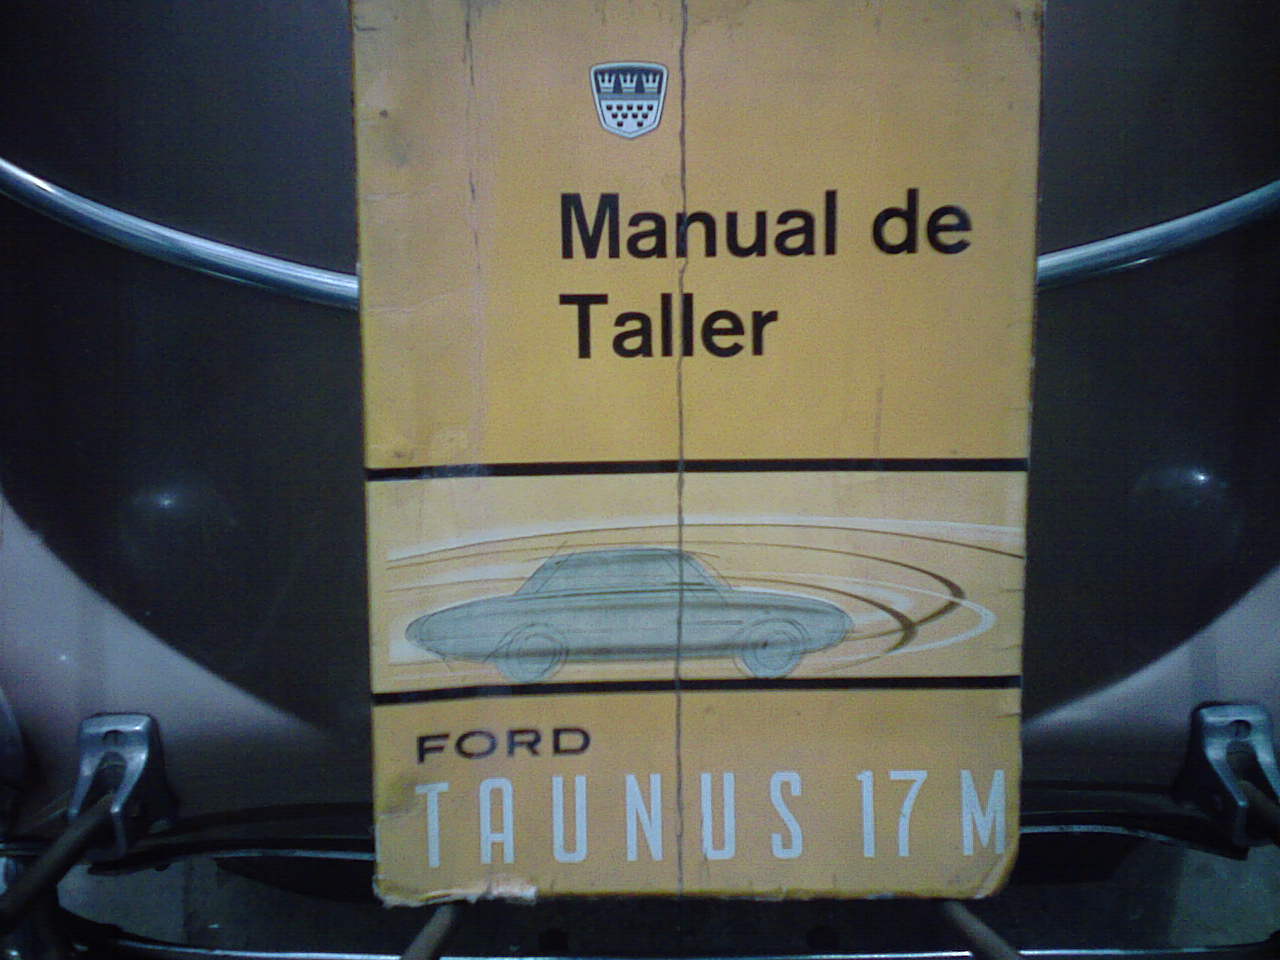 Manual de
Taller
FORD
TAUNUS 17 M